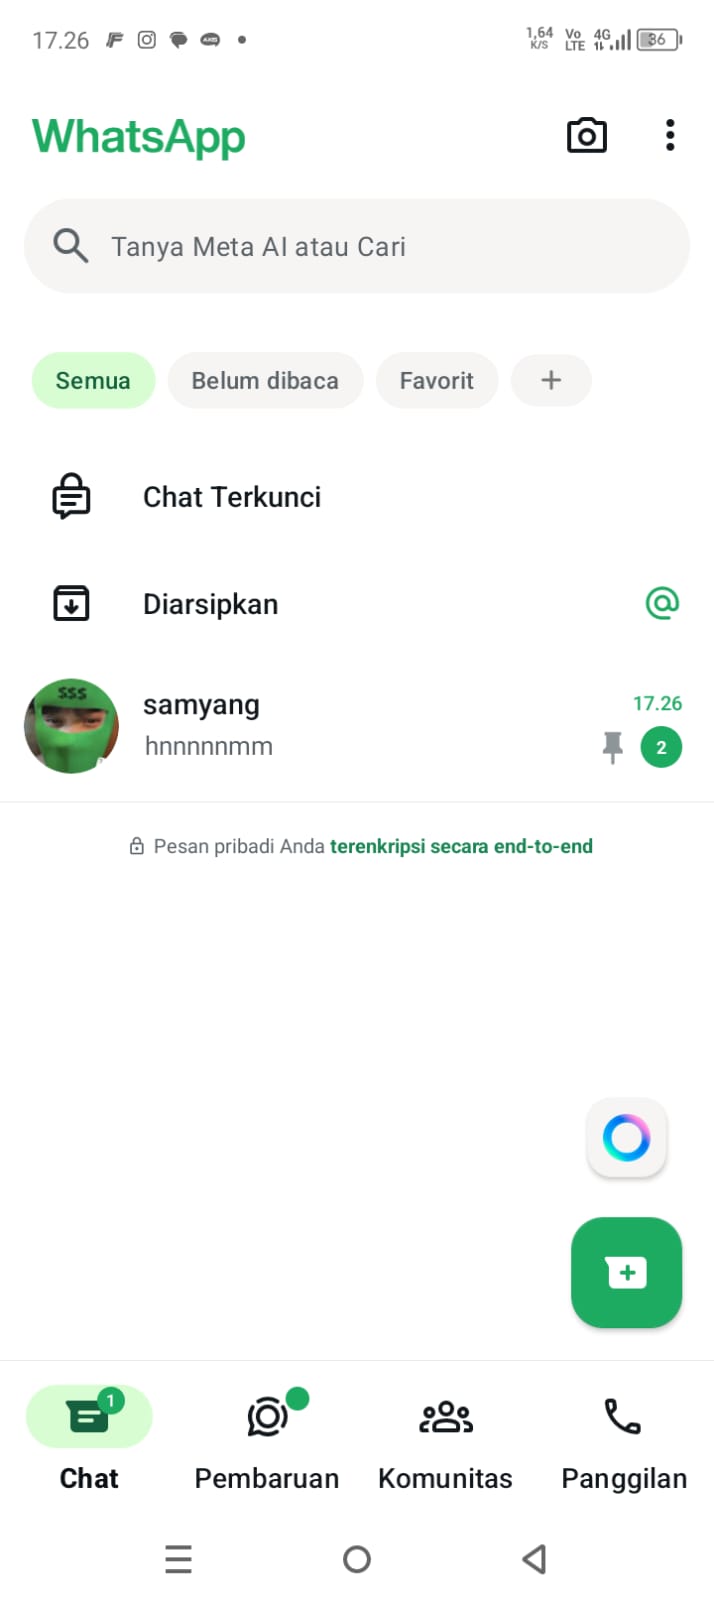 17.26 1,64 K/S Vo LTE 4G 36
WhatsApp
Tanya Meta AI atau Cari
Semua Belum dibaca Favorit +
Chat Terkunci
Diarsipkan @
$$$
samyang 17.26
hnnnnnmm 2
Pesan pribadi Anda terenkripsi secara end-to-end
1
Chat Pembaruan Komunitas Panggilan